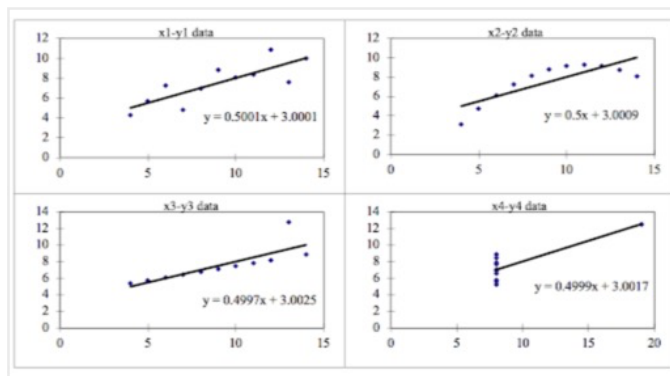 x1-y1 data
12
10
8
6
4
2
0
y = 0.5001x + 3.0001
0 5 10 15
x2-y2 data
12
10
8
6
4
2
0
y = 0.5x + 3.0009
0 5 10 15
x3-y3 data
14
12
10
8
6
4
2
0
y = 0.4997x + 3.0025
0 5 10 15
x4-y4 data
14
12
10
8
6
4
2
0
y = 0.4999x + 3.0017
0 5 10 15 20